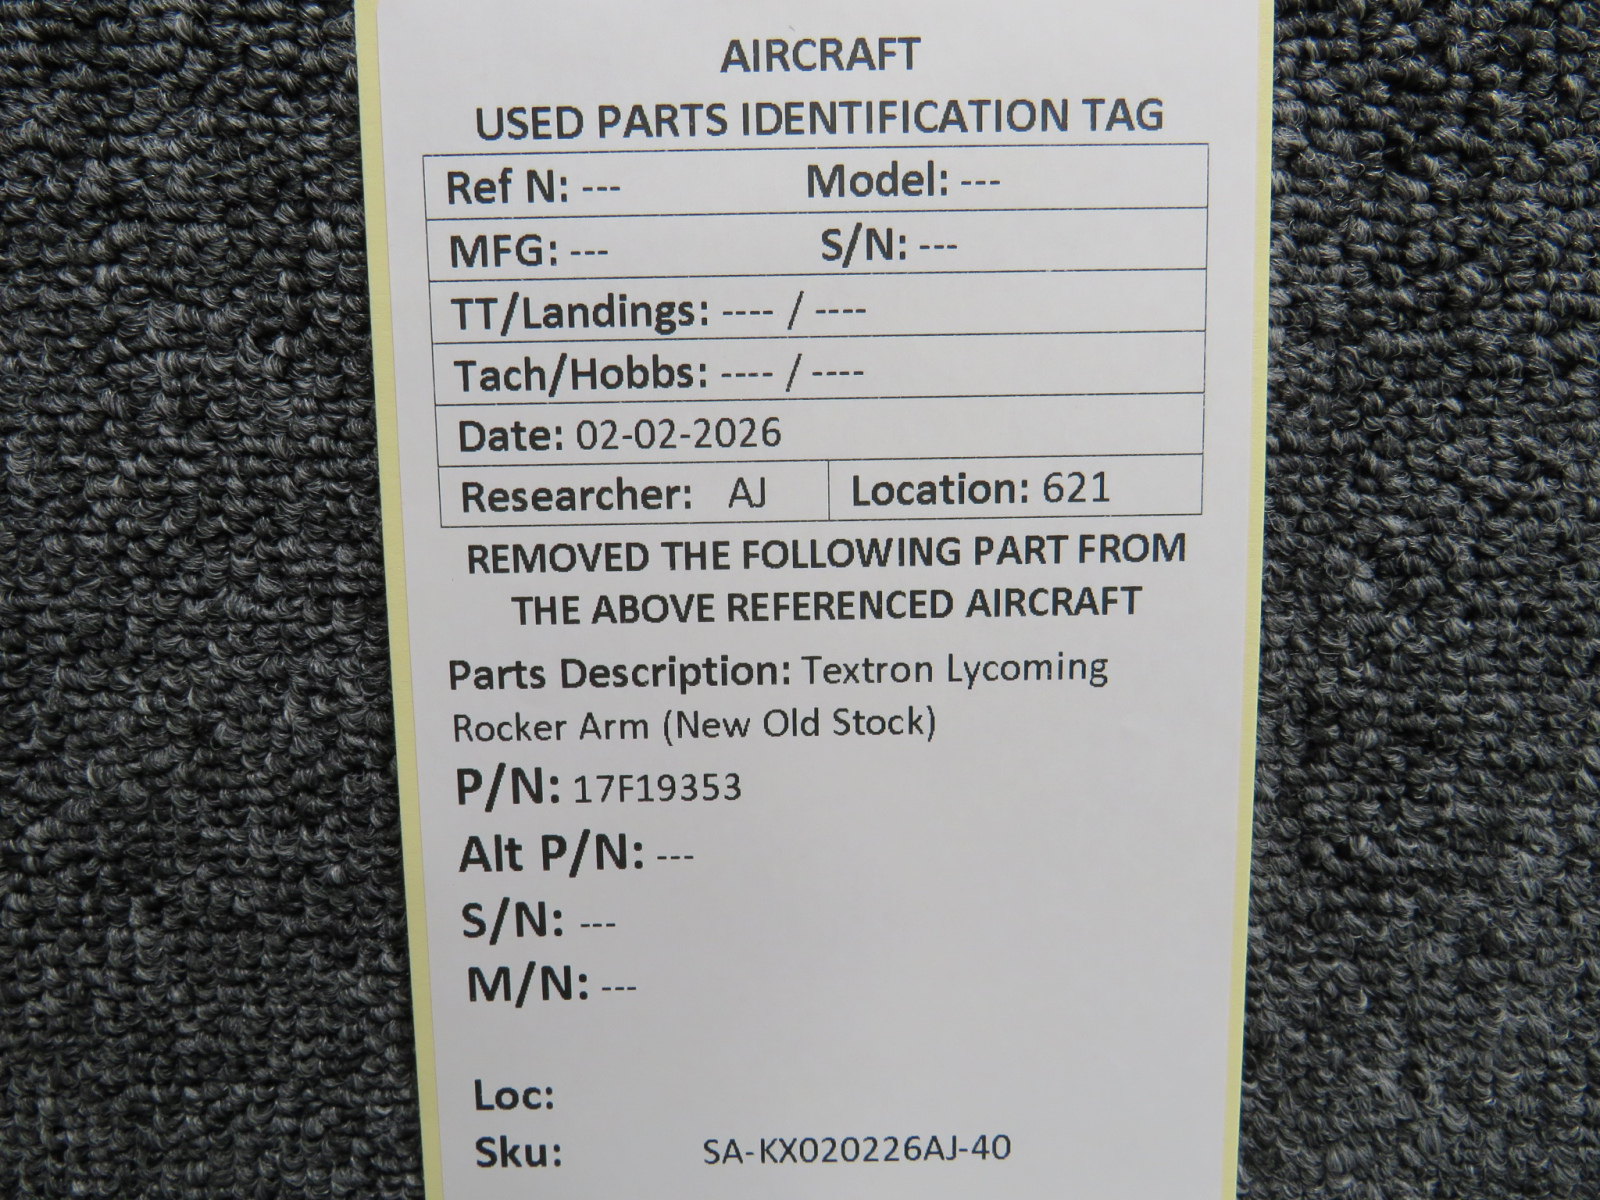 AIRCRAFT
USED PARTS IDENTIFICATION TAG
Ref N: --- Model: ---
MFG: --- S/N: ---
TT/Landings: ---- / ----
Tach/Hobbs: ---- / ----
Date: 02-02-2026
Researcher: AJ Location: 621
REMOVED THE FOLLOWING PART FROM
THE ABOVE REFERENCED AIRCRAFT
Parts Description: Textron Lycoming
Rocker Arm (New Old Stock)
P/N: 17F19353
Alt P/N: ---
S/N: ---
M/N: ---
Loc:
Sku: SA-KX020226AJ-40